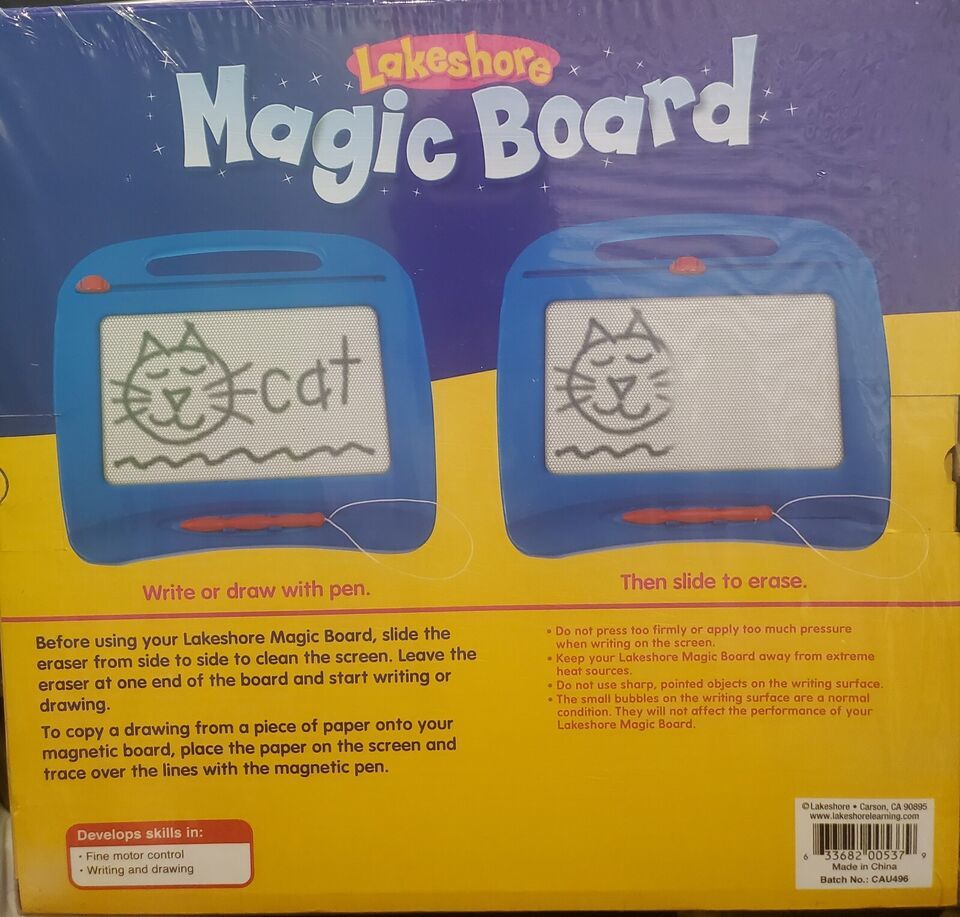 Lakeshore
Magic Board
cat
Write or draw with pen.
Then slide to erase.
Before using your Lakeshore Magic Board, slide the
eraser from side to side to clean the screen. Leave the
eraser at one end of the board and start writing or
drawing.
To copy a drawing from a piece of paper onto your
magnetic board, place the paper on the screen and
trace over the lines with the magnetic pen.
• Do not press too firmly or apply too much pressure
when writing on the screen.
• Keep your Lakeshore Magic Board away from extreme
heat sources.
• Do not use sharp, pointed objects on the writing surface.
• The small bubbles on the writing surface are a normal
condition. They will not affect the performance of your
Lakeshore Magic Board.
Develops skills in:
• Fine motor control
• Writing and drawing
© Lakeshore • Carson, CA 90895
www.lakeshorelearning.com
6 33682 00537 9
Made in China
Batch No.: CAU496